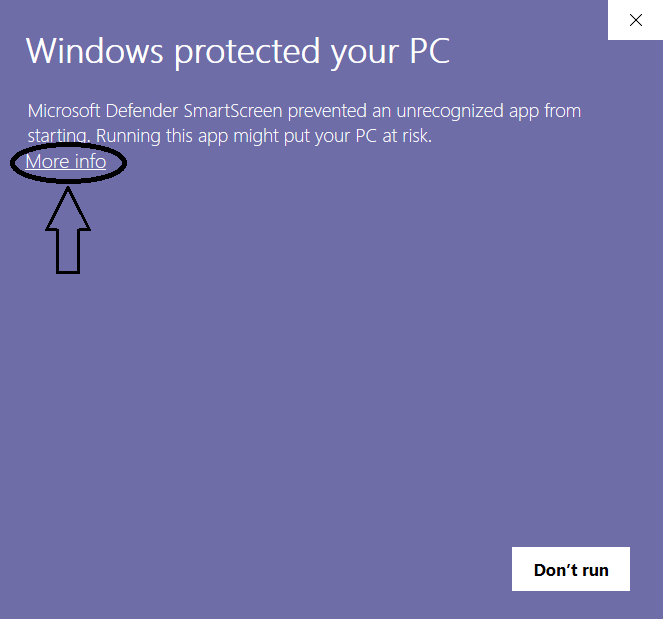 Windows protected your PC
Microsoft Defender SmartScreen prevented an unrecognized app from
starting. Running this app might put your PC at risk.
More info
Don’t run